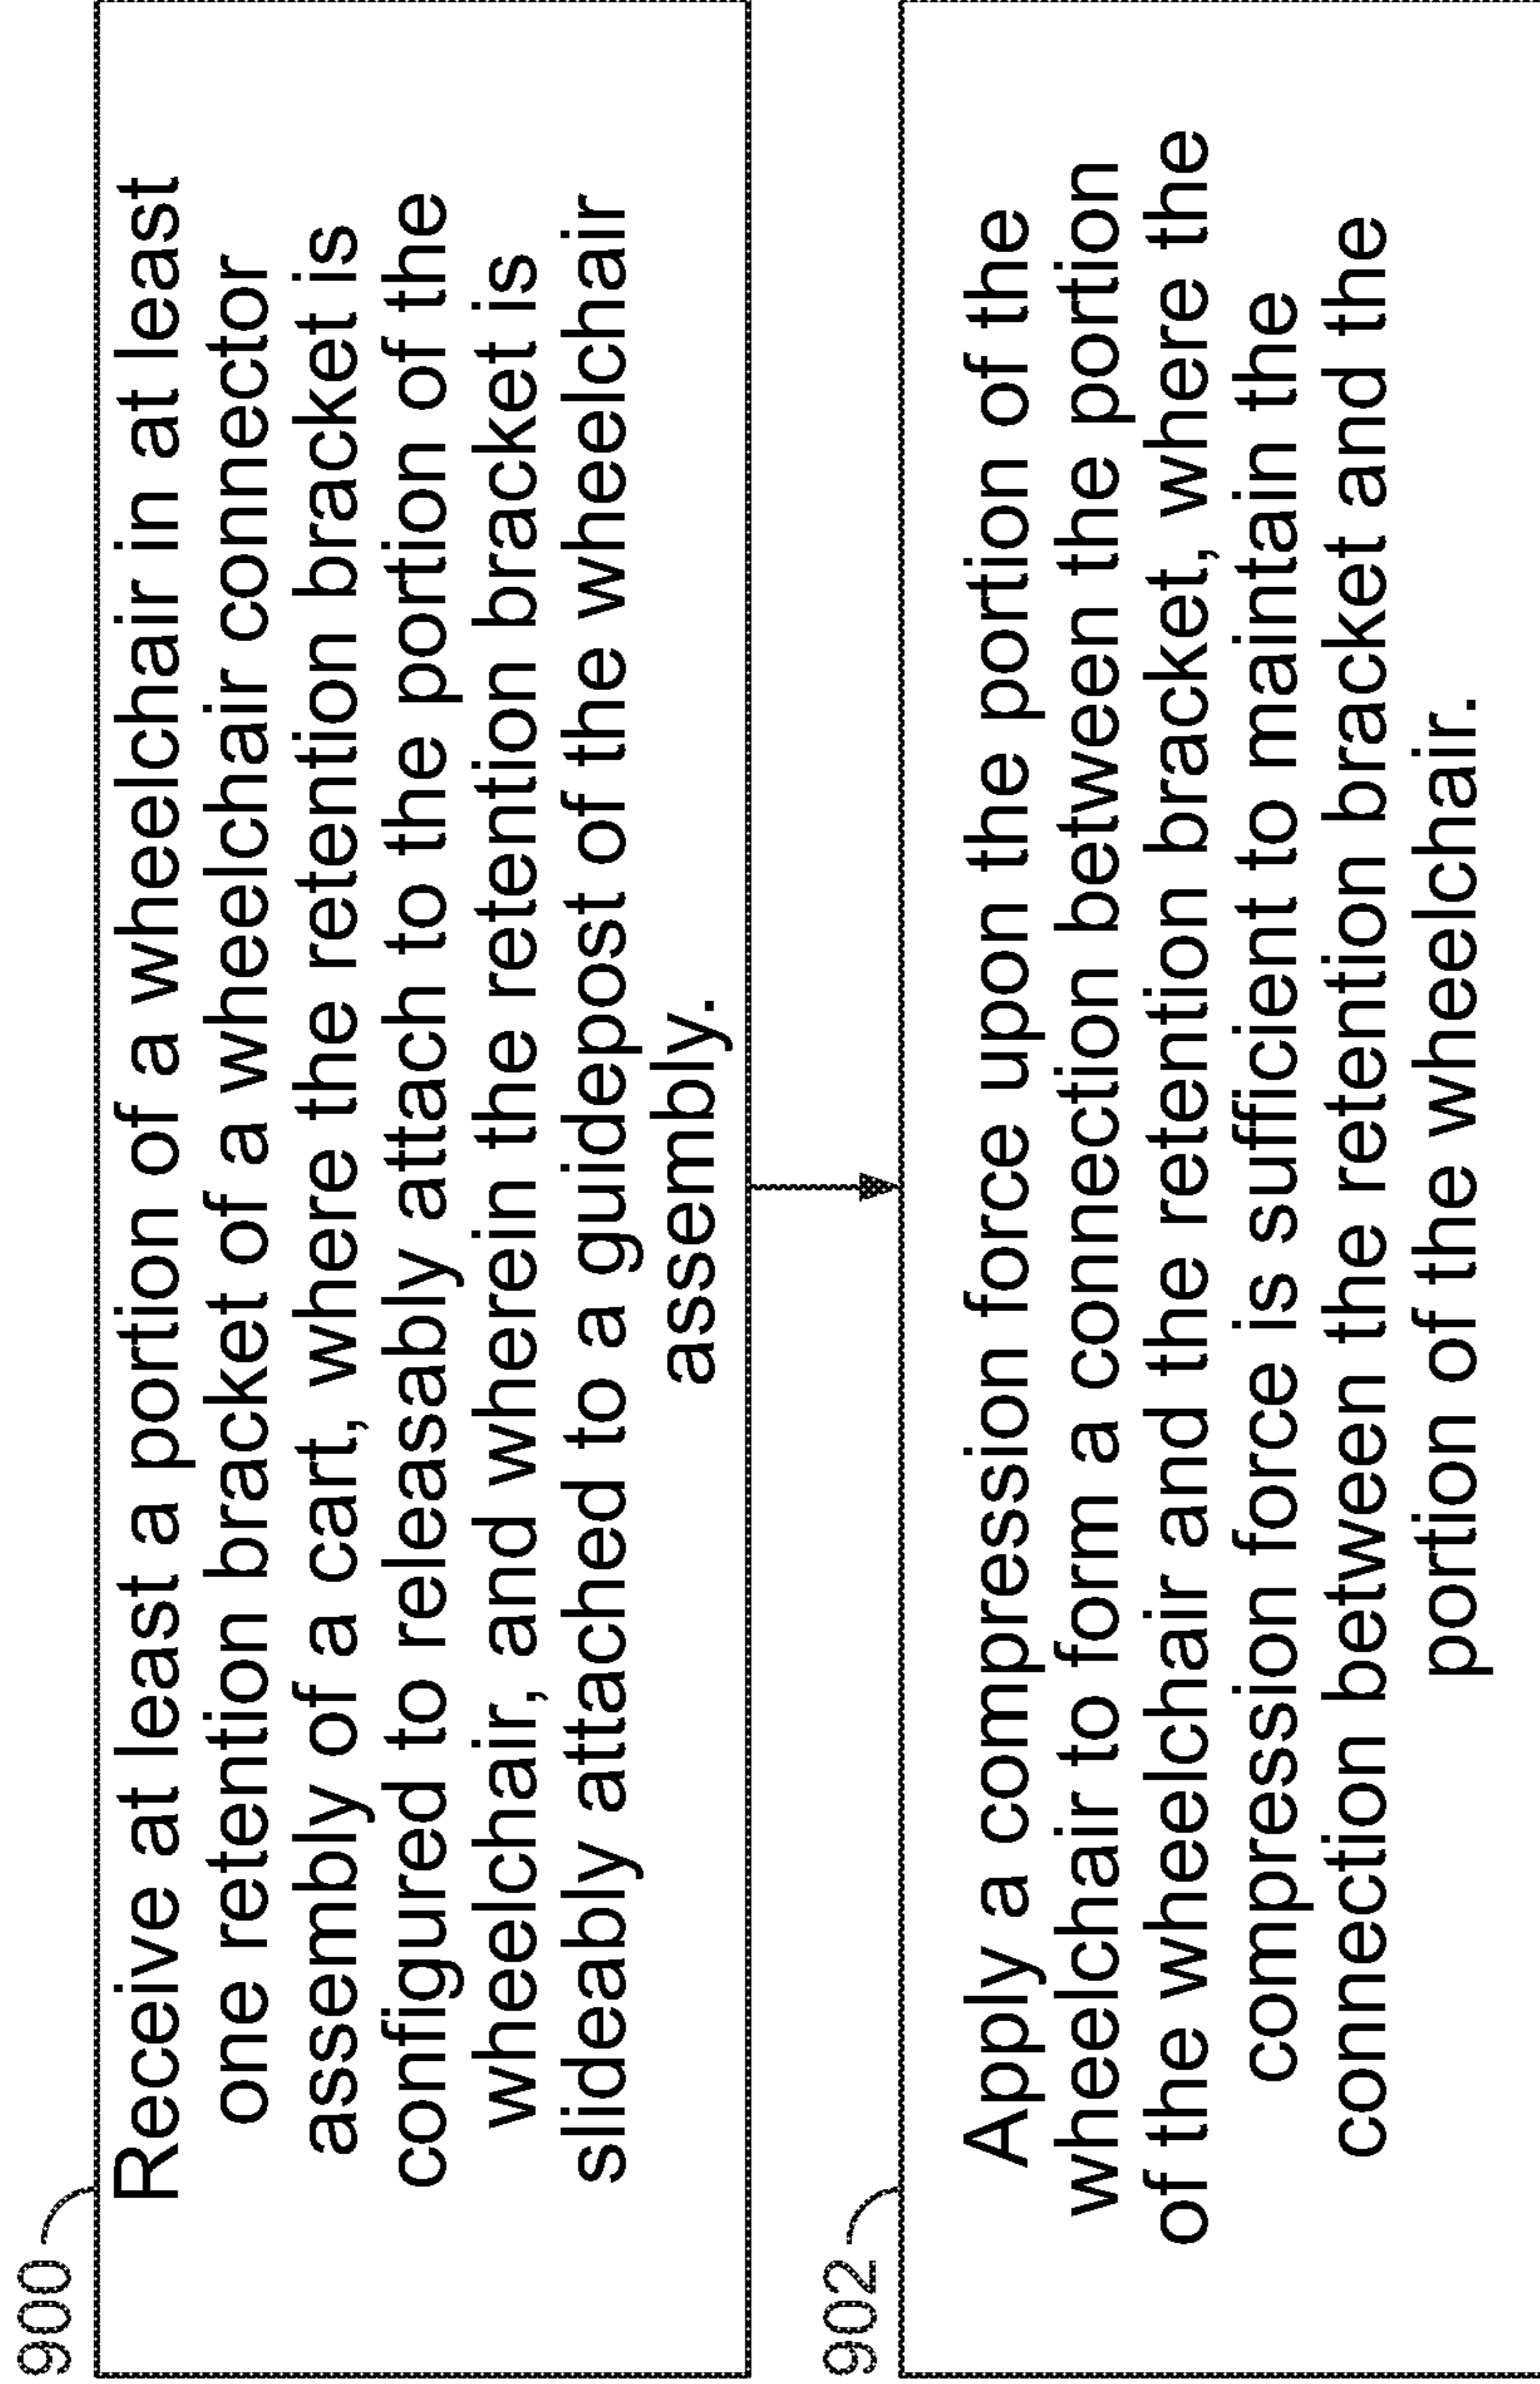 900
Receive at least a portion of a wheelchair in at least
one retention bracket of a wheelchair connector
assembly of a cart, where the retention bracket is
configured to releasably attach to the portion of the
wheelchair, and wherein the retention bracket is
slideably attached to a guidepost of the wheelchair
assembly.
902
Apply a compression force upon the portion of the
wheelchair to form a connection between the portion
of the wheelchair and the retention bracket, where the
compression force is sufficient to maintain the
connection between the retention bracket and the
portion of the wheelchair.